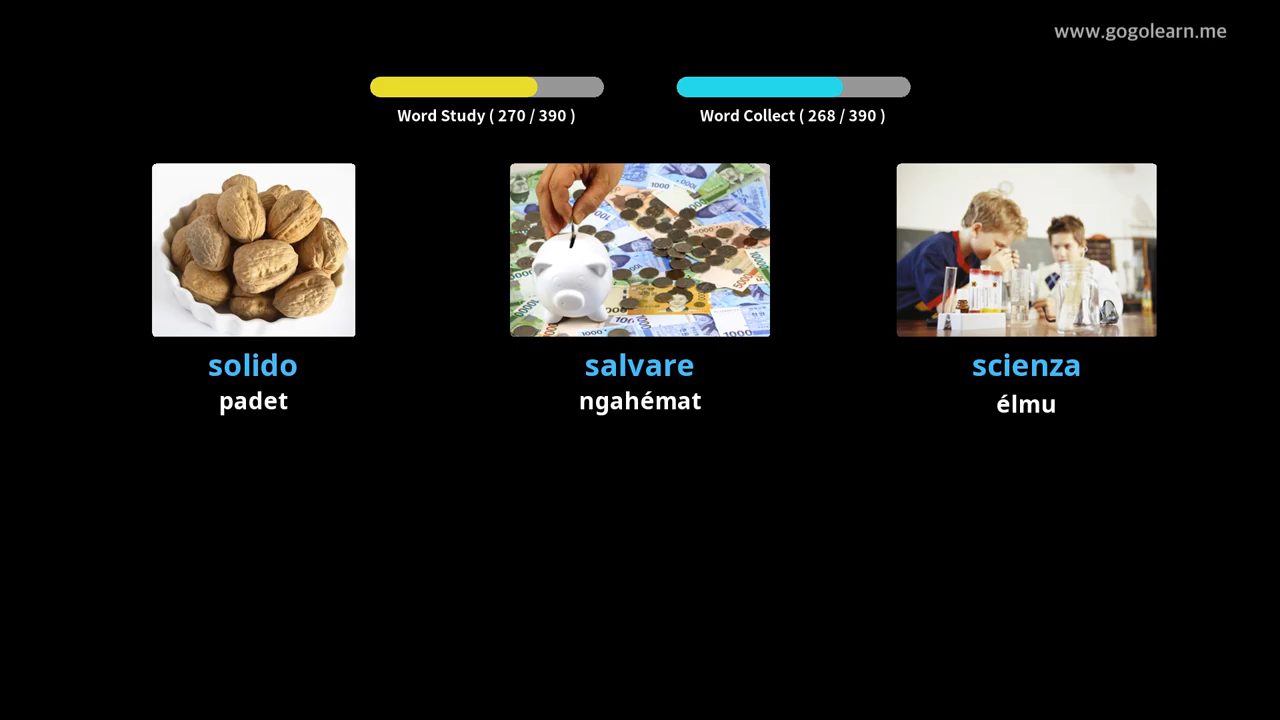 www.gogolearn.me
Word Study ( 270 / 390 )
Word Collect ( 268 / 390 )
solido
padet
salvare
ngahémat
scienza
élmu